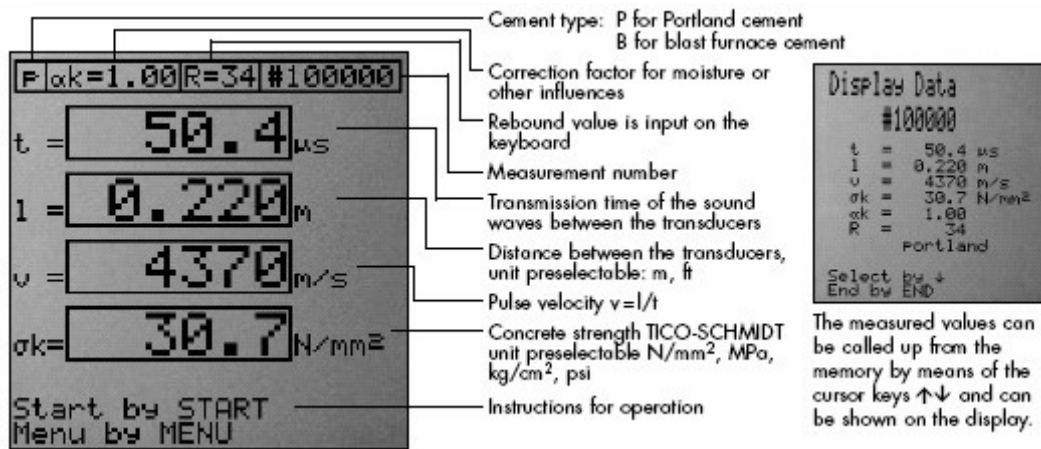 P αk=1.00 R=34 #100000
t = 50.4 µs
l = 0.220 m
v = 4370 m/s
σk= 30.7 N/mm²
Start by START
Menu by MENU
Cement type: P for Portland cement
B for blast furnace cement
Correction factor for moisture or
other influences
Rebound value is input on the
keyboard
Measurement number
Transmission time of the sound
waves between the transducers
Distance between the transducers,
unit preselectable: m, ft
Pulse velocity v=l/t
Concrete strength TICO-SCHMIDT
unit preselectable N/mm², MPa,
kg/cm², psi
Instructions for operation
Display Data
#100000
t = 50.4 µs
l = 0.220 m
v = 4370 m/s
σk = 30.7 N/mm²
αk = 1.00
R = 34
Portland
Select by ↓
End by END
The measured values can
be called up from the
memory by means of the
cursor keys ↑↓ and can
be shown on the display.